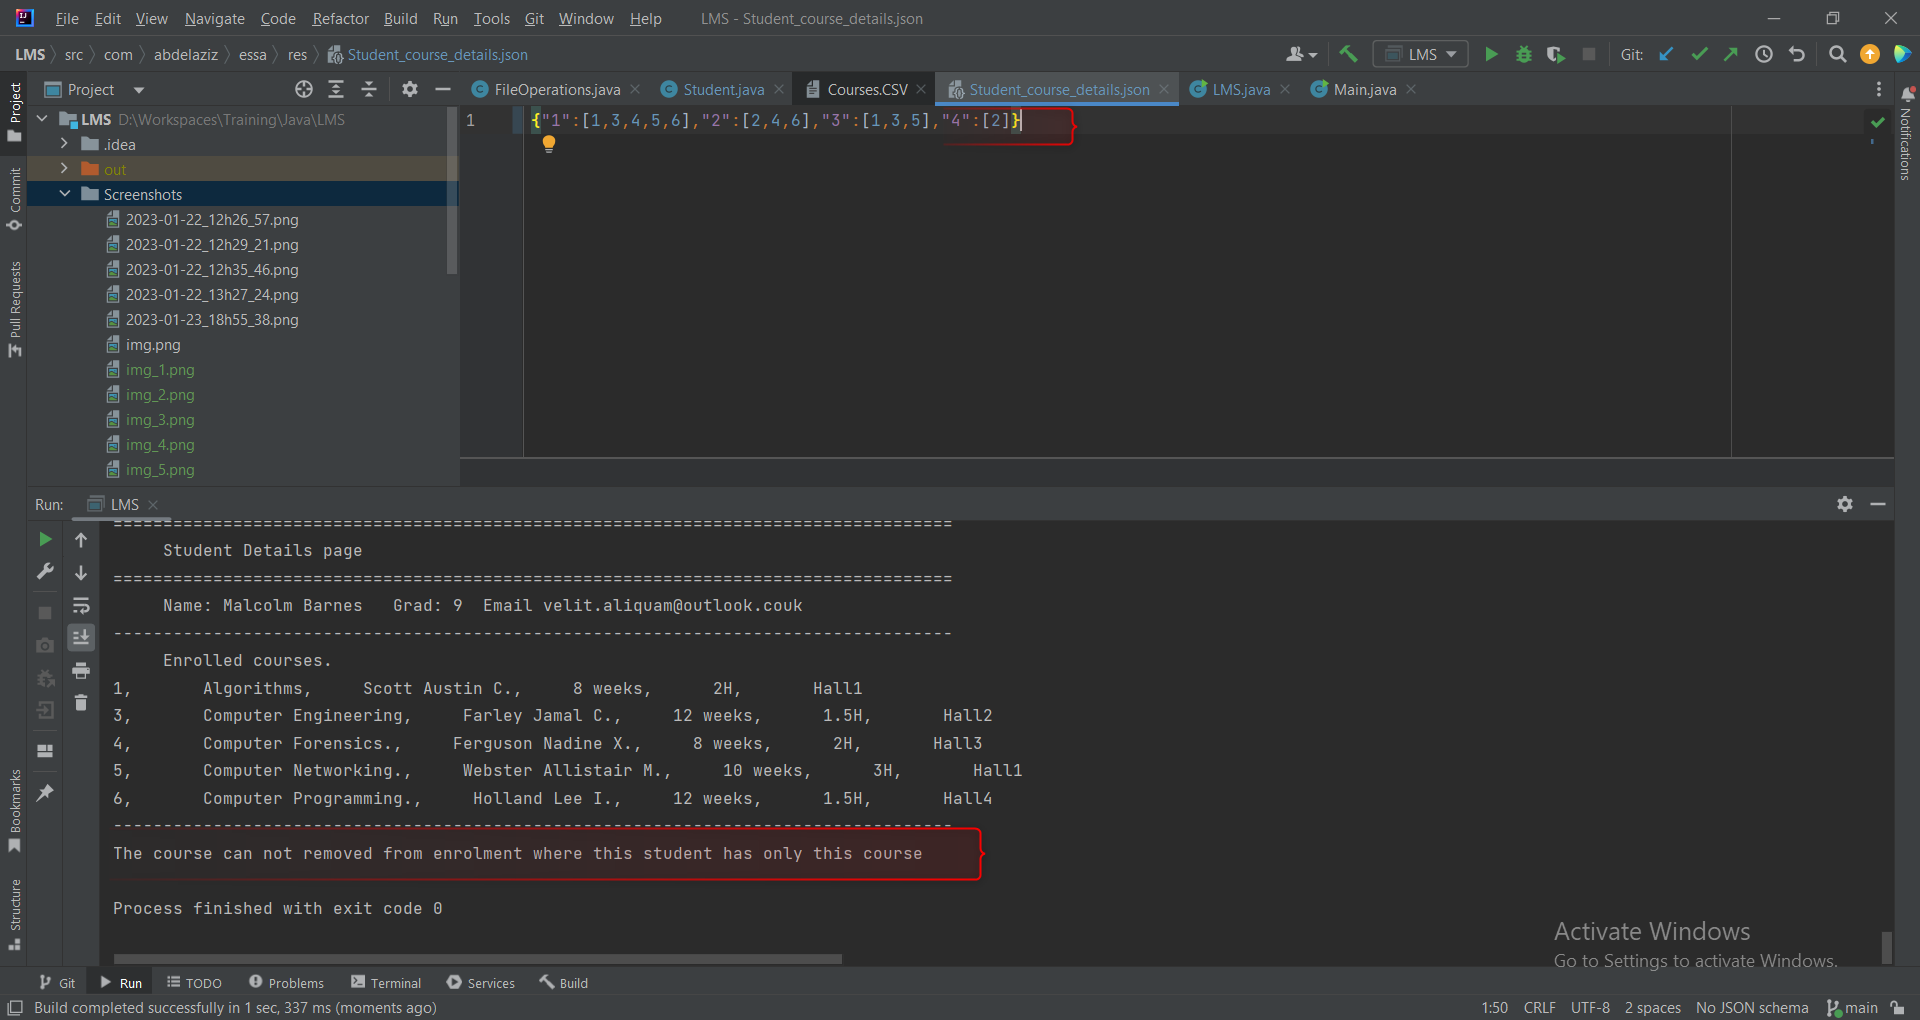 File Edit View Navigate Code Refactor Build Run Tools Git Window Help LMS - Student_course_details.json
LMS src com abdelaziz essa res Student_course_details.json LMS Git:
Project FileOperations.java Student.java Courses.CSV Student_course_details.json LMS.java Main.java
Project
Commit
Pull Requests
Bookmarks
Structure
Notifications
LMS D:\Workspaces\Training\Java\LMS
.idea
out
Screenshots
2023-01-22_12h26_57.png
2023-01-22_12h29_21.png
2023-01-22_12h35_46.png
2023-01-22_13h27_24.png
2023-01-23_18h55_38.png
img.png
img_1.png
img_2.png
img_3.png
img_4.png
img_5.png
1 {"1":[1,3,4,5,6],"2":[2,4,6],"3":[1,3,5],"4":[2]}
Run: LMS
====================================================================================
Student Details page
====================================================================================
Name: Malcolm Barnes Grad: 9 Email velit.aliquam@outlook.couk
------------------------------------------------------------------------------------
Enrolled courses.
1, Algorithms, Scott Austin C., 8 weeks, 2H, Hall1
3, Computer Engineering, Farley Jamal C., 12 weeks, 1.5H, Hall2
4, Computer Forensics., Ferguson Nadine X., 8 weeks, 2H, Hall3
5, Computer Networking., Webster Allistair M., 10 weeks, 3H, Hall1
6, Computer Programming., Holland Lee I., 12 weeks, 1.5H, Hall4
------------------------------------------------------------------------------------
The course can not removed from enrolment where this student has only this course
Process finished with exit code 0
Activate Windows
Go to Settings to activate Windows.
Git Run TODO Problems Terminal Services Build
Build completed successfully in 1 sec, 337 ms (moments ago) 1:50 CRLF UTF-8 2 spaces No JSON schema main